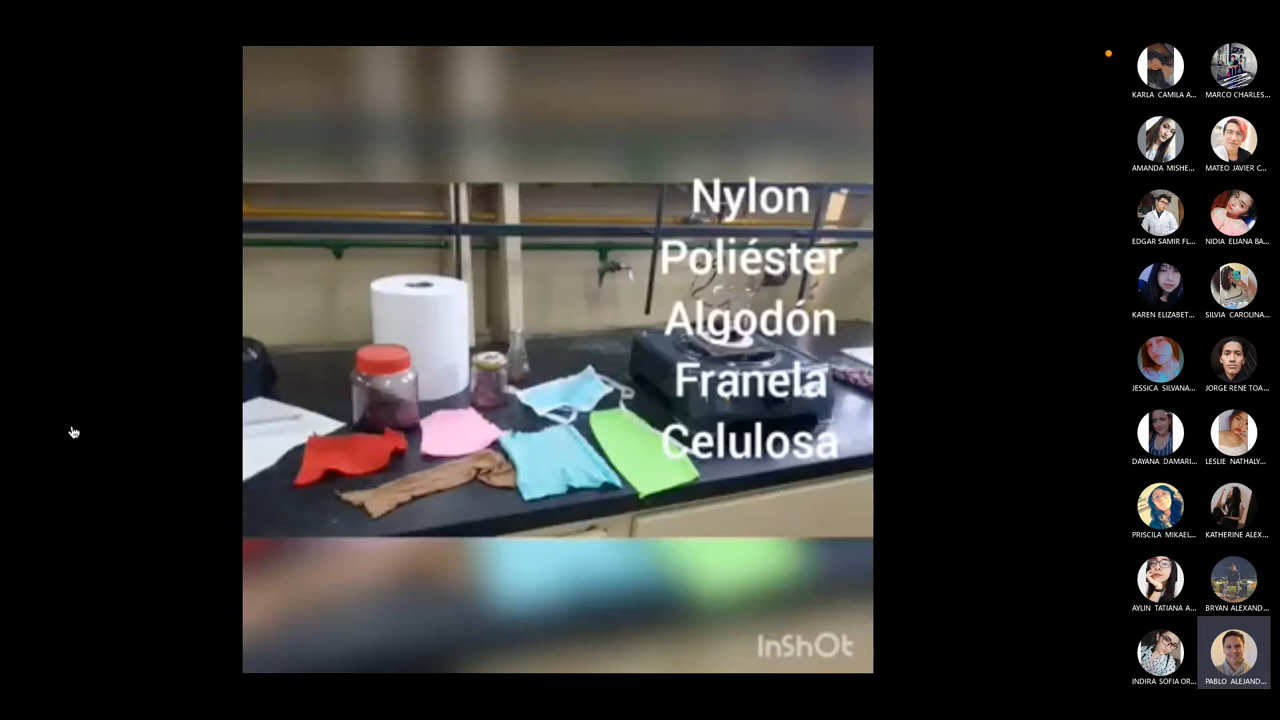 Nylon
Poliéster
Algodón
Franela
Celulosa
InShOt
KARLA CAMILA A...
MARCO CHARLES...
AMANDA MISHE...
MATEO JAVIER C...
EDGAR SAMIR FL...
NIDIA ELIANA BA...
KAREN ELIZABET...
SILVIA CAROLINA...
JESSICA SILVANA...
JORGE RENE TOA...
DAYANA DAMARI...
LESLIE NATHALY...
PRISCILA MIKAEL...
KATHERINE ALEX...
AYLIN TATIANA A...
BRYAN ALEXAND...
INDIRA SOFIA OR...
PABLO ALEJAND...